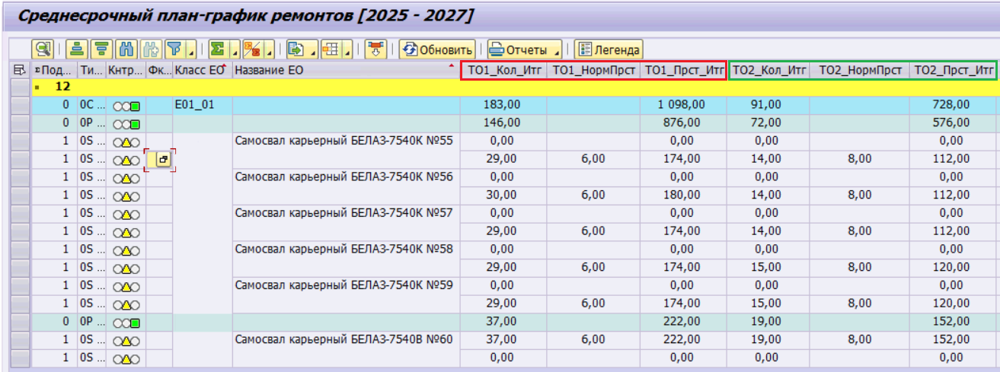 Среднесрочный план-график ремонтов [2025 - 2027]
Обновить Отчеты Легенда
Под... Ти... Кнтр... Фк... Класс ЕО Название ЕО ТО1_Кол_Итг ТО1_НормПрст ТО1_Прст_Итг ТО2_Кол_Итг ТО2_НормПрст ТО2_Прст_Итг
12
0 0C ... E01_01 183,00 1 098,00 91,00 728,00
0 0P ... 146,00 876,00 72,00 576,00
1 0S ... Самосвал карьерный БЕЛАЗ-7540К №55 0,00 0,00 0,00 0,00
1 0S ... 29,00 6,00 174,00 14,00 8,00 112,00
1 0S ... Самосвал карьерный БЕЛАЗ-7540К №56 0,00 0,00 0,00 0,00
1 0S ... 30,00 6,00 180,00 14,00 8,00 112,00
1 0S ... Самосвал карьерный БЕЛАЗ-7540К №57 0,00 0,00 0,00 0,00
1 0S ... 29,00 6,00 174,00 14,00 8,00 112,00
1 0S ... Самосвал карьерный БЕЛАЗ-7540К №58 0,00 0,00 0,00 0,00
1 0S ... 29,00 6,00 174,00 15,00 8,00 120,00
1 0S ... Самосвал карьерный БЕЛАЗ-7540К №59 0,00 0,00 0,00 0,00
1 0S ... 29,00 6,00 174,00 15,00 8,00 120,00
0 0P ... 37,00 222,00 19,00 152,00
1 0S ... Самосвал карьерный БЕЛАЗ-7540В №60 37,00 6,00 222,00 19,00 8,00 152,00
1 0S ... 0,00 0,00 0,00 0,00